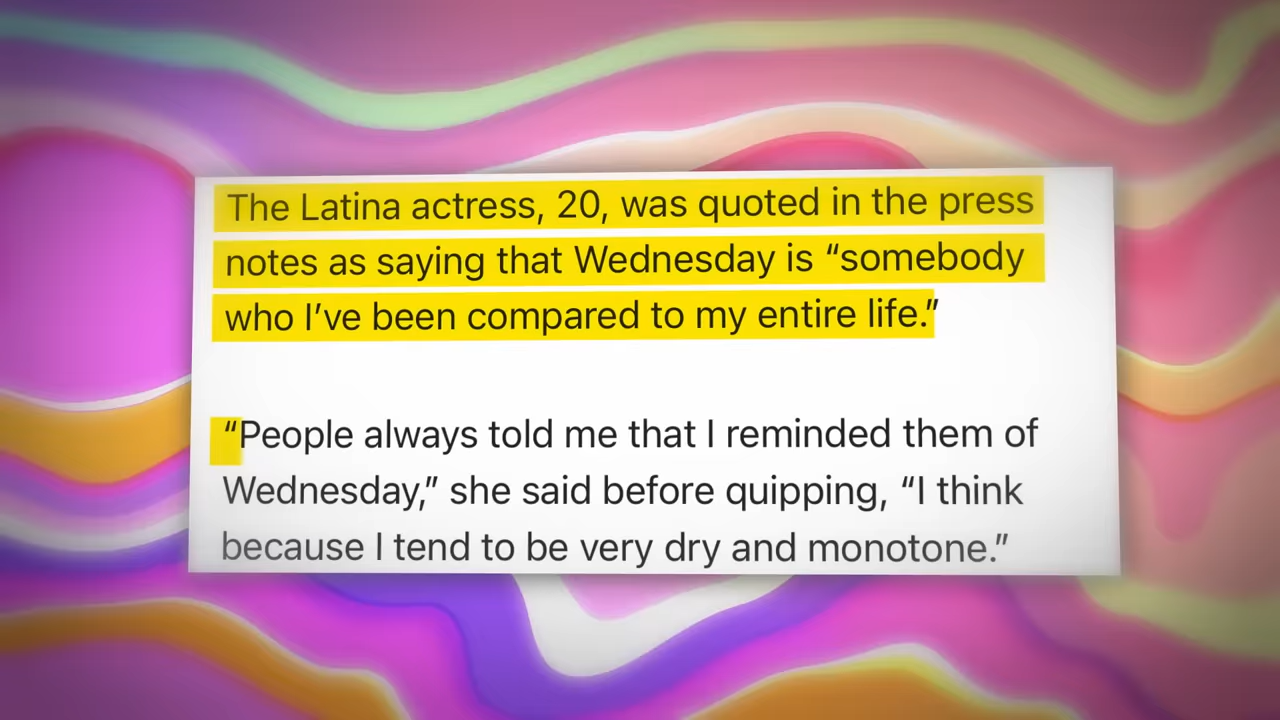 The Latina actress, 20, was quoted in the press
notes as saying that Wednesday is “somebody
who I’ve been compared to my entire life.”
“People always told me that I reminded them of
Wednesday,” she said before quipping, “I think
because I tend to be very dry and monotone.”